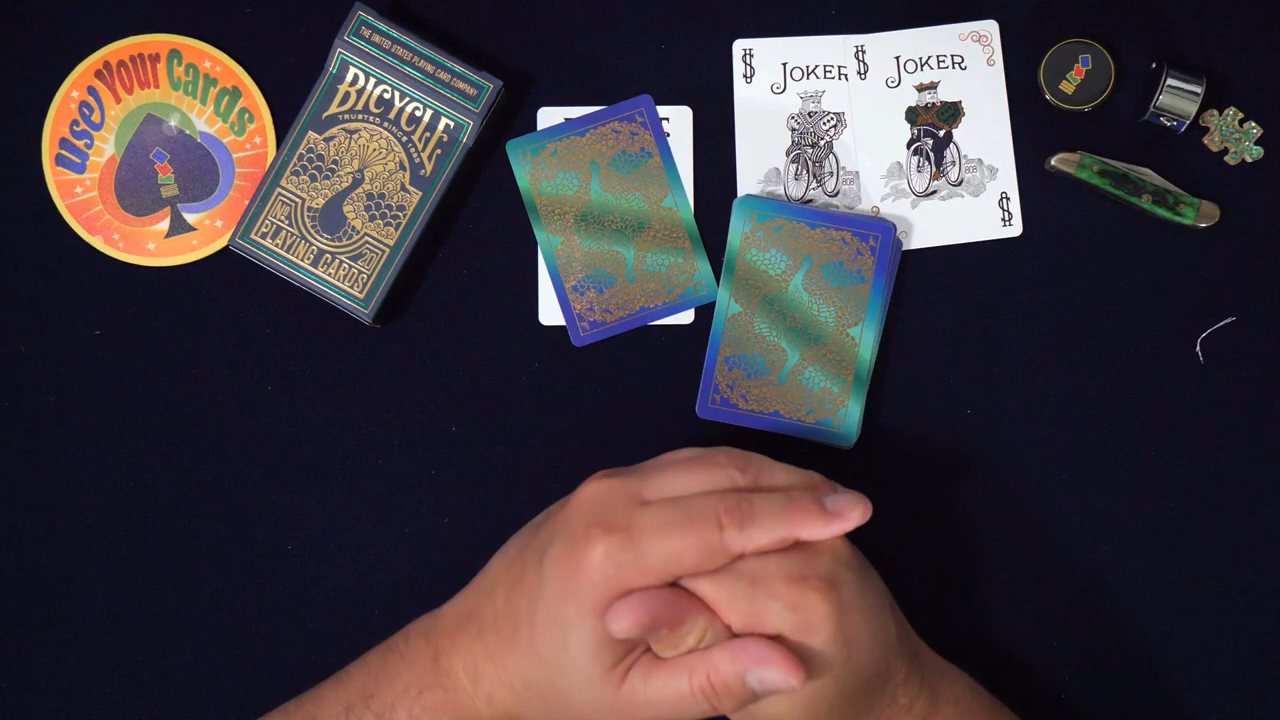 Use Your Cards
THE UNITED STATES PLAYING CARD COMPANY
BICYCLE
TRUSTED SINCE 1885
No.
20
PLAYING CARDS
JOKER
808
JOKER
808